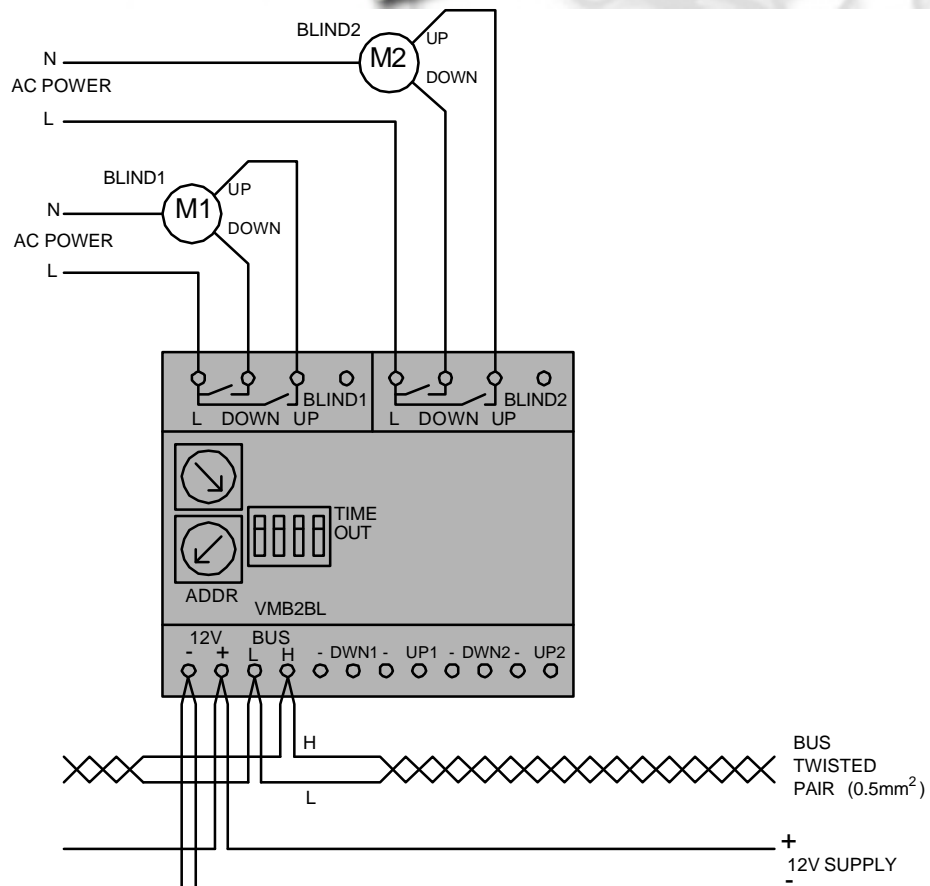 BLIND2
UP
M2
N
DOWN
AC POWER
L
BLIND1
UP
M1
N
DOWN
AC POWER
L
BLIND1
BLIND2
L DOWN UP
L DOWN UP
TIME
OUT
ADDR
VMB2BL
12V BUS
- + L H - DWN1 - UP1 - DWN2 - UP2
H
L
BUS
TWISTED
PAIR (0.5mm²)
+
12V SUPPLY
-